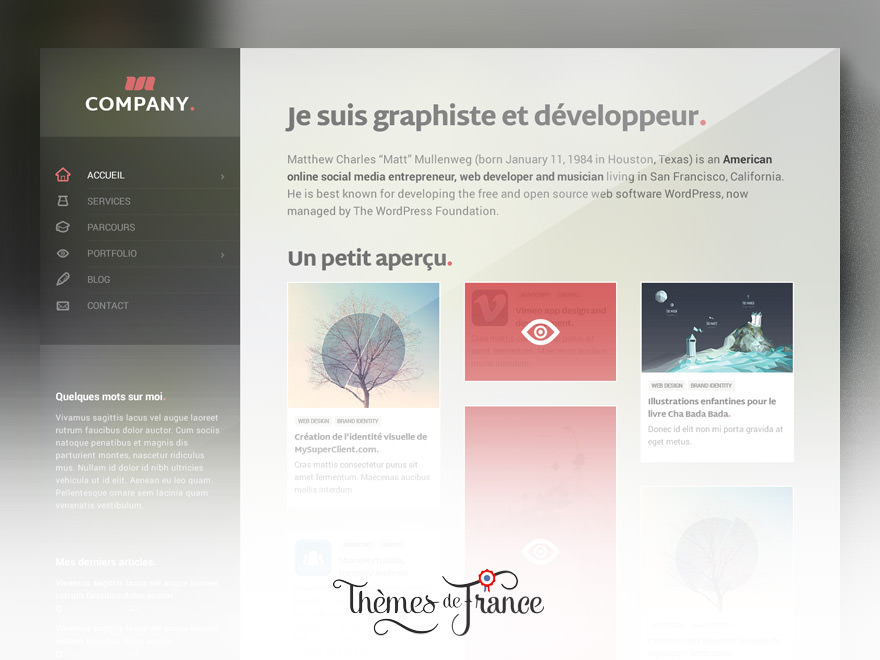 COMPANY.
ACCUEIL
SERVICES
PARCOURS
PORTFOLIO
BLOG
CONTACT
Quelques mots sur moi.
Vivamus sagittis lacus vel augue laoreet
rutrum faucibus dolor auctor. Cum sociis
natoque penatibus et magnis dis
parturient montes, nascetur ridiculus
mus. Nullam id dolor id nibh ultricies
vehicula ut id elit. Aenean eu leo quam.
Pellentesque ornare sem lacinia quam
venenatis vestibulum.
Mes derniers articles.
Vivamus sagittis lacus vel augue laoreet
rutrum faucibus dolor auctor.
Je suis graphiste et développeur.
Matthew Charles “Matt” Mullenweg (born January 11, 1984 in Houston, Texas) is an American
online social media entrepreneur, web developer and musician living in San Francisco, California.
He is best known for developing the free and open source web software WordPress, now
managed by The WordPress Foundation.
Un petit aperçu.
WEB DESIGN BRAND IDENTITY
Création de l'identité visuelle de
MySuperClient.com.
Cras mattis consectetur purus sit
amet fermentum. Maecenas aucibus
mollis interdum.
Vimeo app design and
WEB DESIGN BRAND IDENTITY
Illustrations enfantines pour le
livre Cha Bada Bada.
Donec id elit non mi porta gravida at
eget metus.
Thèmes de France